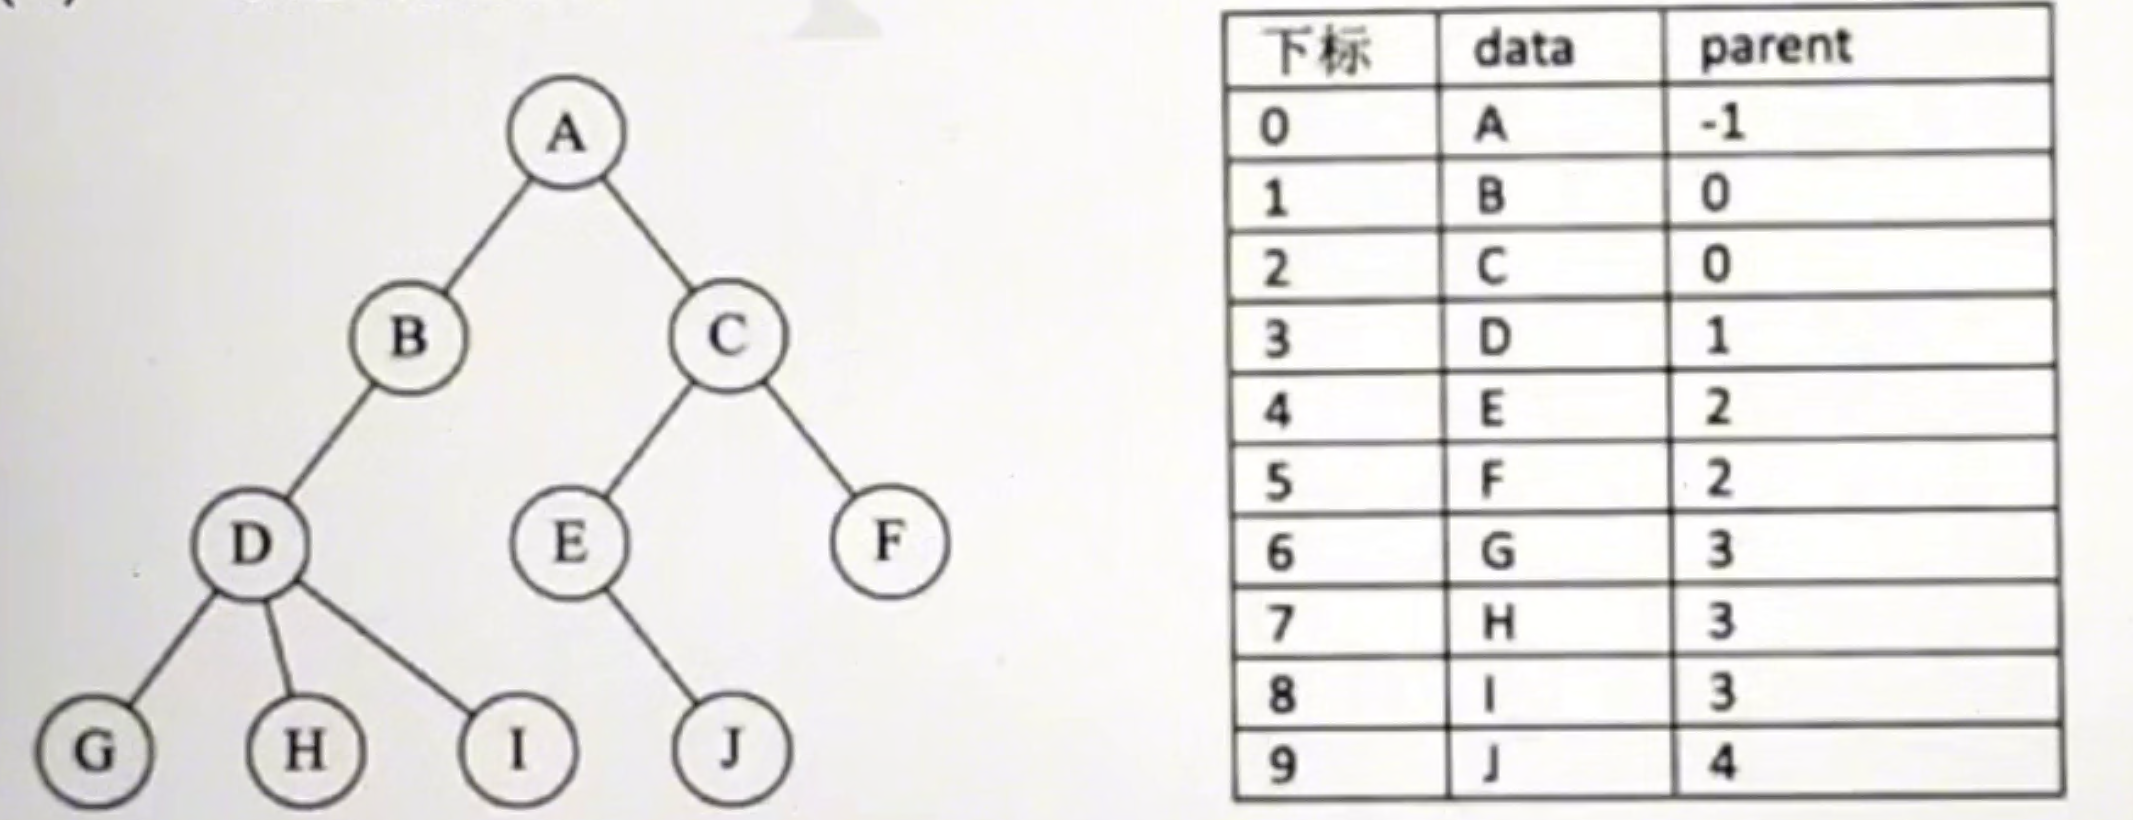 A
B C
D E F
G H I J
下标 data parent
0 A -1
1 B 0
2 C 0
3 D 1
4 E 2
5 F 2
6 G 3
7 H 3
8 I 3
9 J 4